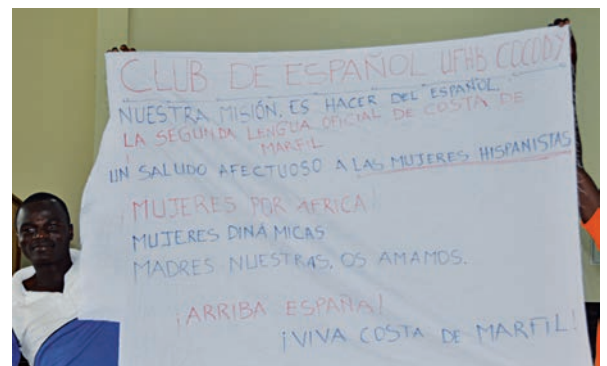 CLUB DE ESPAÑOL UFHB COCODY
NUESTRA MISIÓN, ES HACER DEL ESPAÑOL,
LA SEGUNDA LENGUA OFICIAL DE COSTA DE
MARFIL
UN SALUDO AFECTUOSO A LAS MUJERES HISPANISTAS
¡MUJERES POR AFRICA!
MUJERES DINÁMICAS
MADRES NUESTRAS, OS AMAMOS.
¡ARRIBA ESPAÑA!
¡VIVA COSTA DE MARFIL!